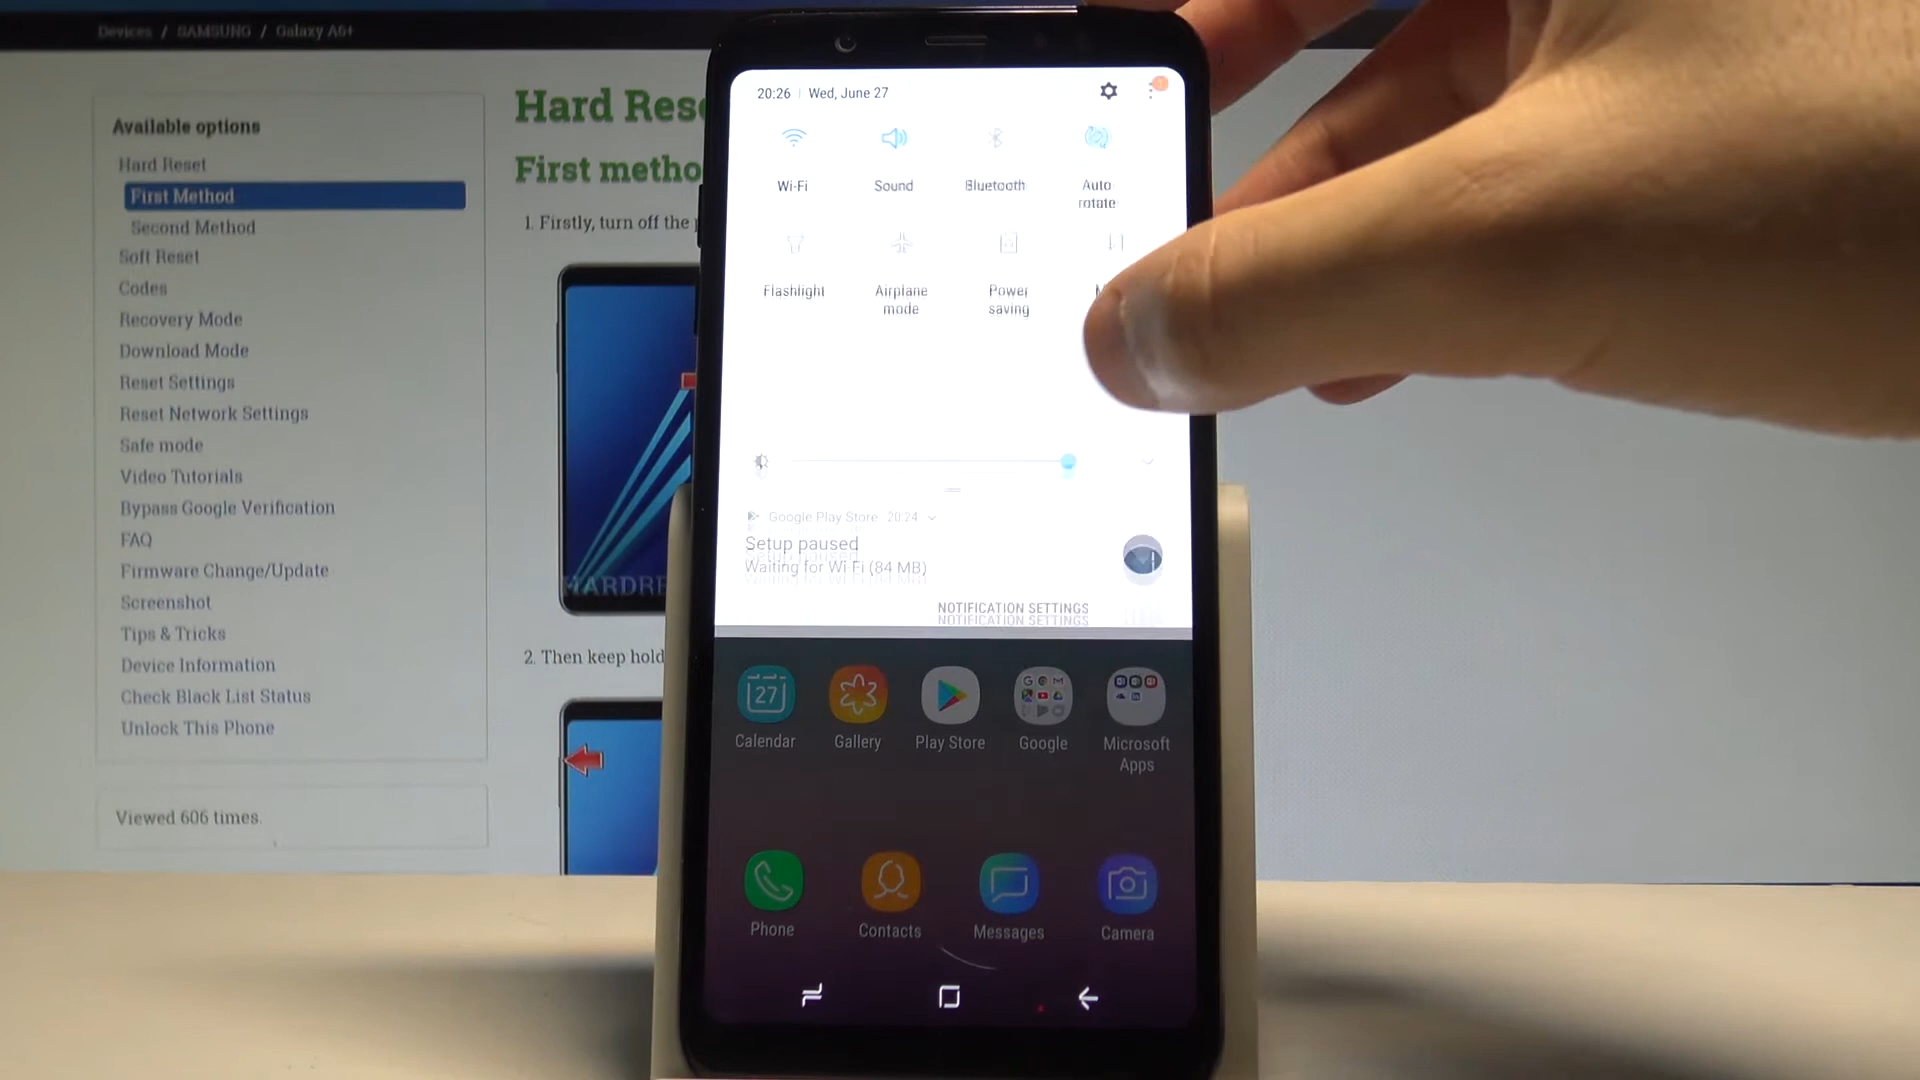 Devices / SAMSUNG / Galaxy A6+
Available options
Hard Reset
First Method
Second Method
Soft Reset
Codes
Recovery Mode
Download Mode
Reset Settings
Reset Network Settings
Safe mode
Video Tutorials
Bypass Google Verification
FAQ
Firmware Change/Update
Screenshot
Tips & Tricks
Device Information
Check Black List Status
Unlock This Phone
Viewed 606 times.
Hard Res
First metho
1. Firstly, turn off the
HARDRE
2. Then keep hold
20:26 | Wed, June 27
Wi-Fi
Sound
Bluetooth
Auto
rotate
Flashlight
Airplane
mode
Power
saving
Google Play Store 20:24
Setup paused
Waiting for Wi-Fi (84 MB)
NOTIFICATION SETTINGS
27
Calendar
Gallery
Play Store
Google
Microsoft
Apps
Phone
Contacts
Messages
Camera